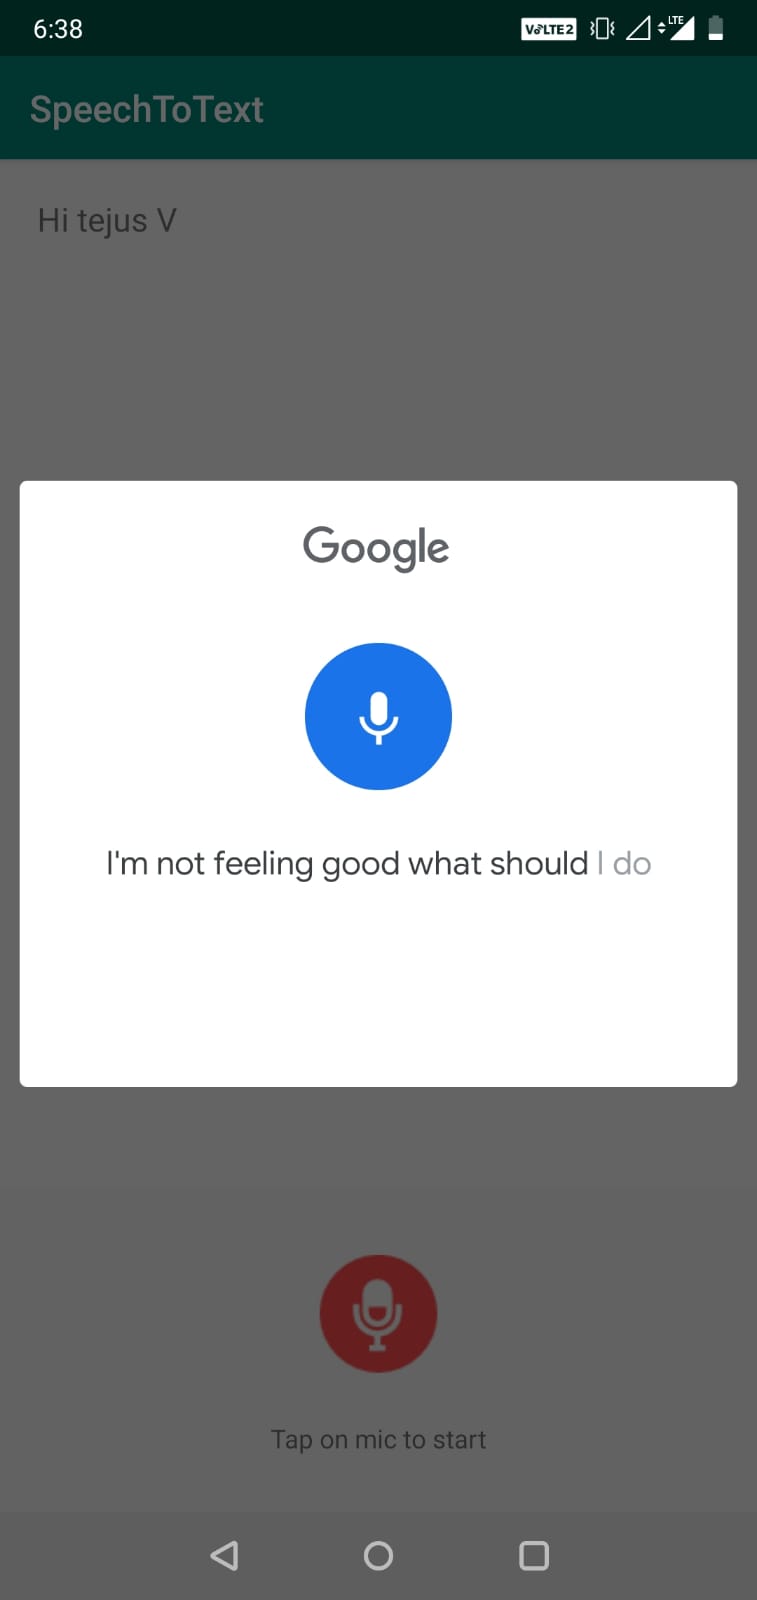 6:38
VoLTE2 LTE
SpeechToText
Hi tejus V
Google
I'm not feeling good what should I do
Tap on mic to start